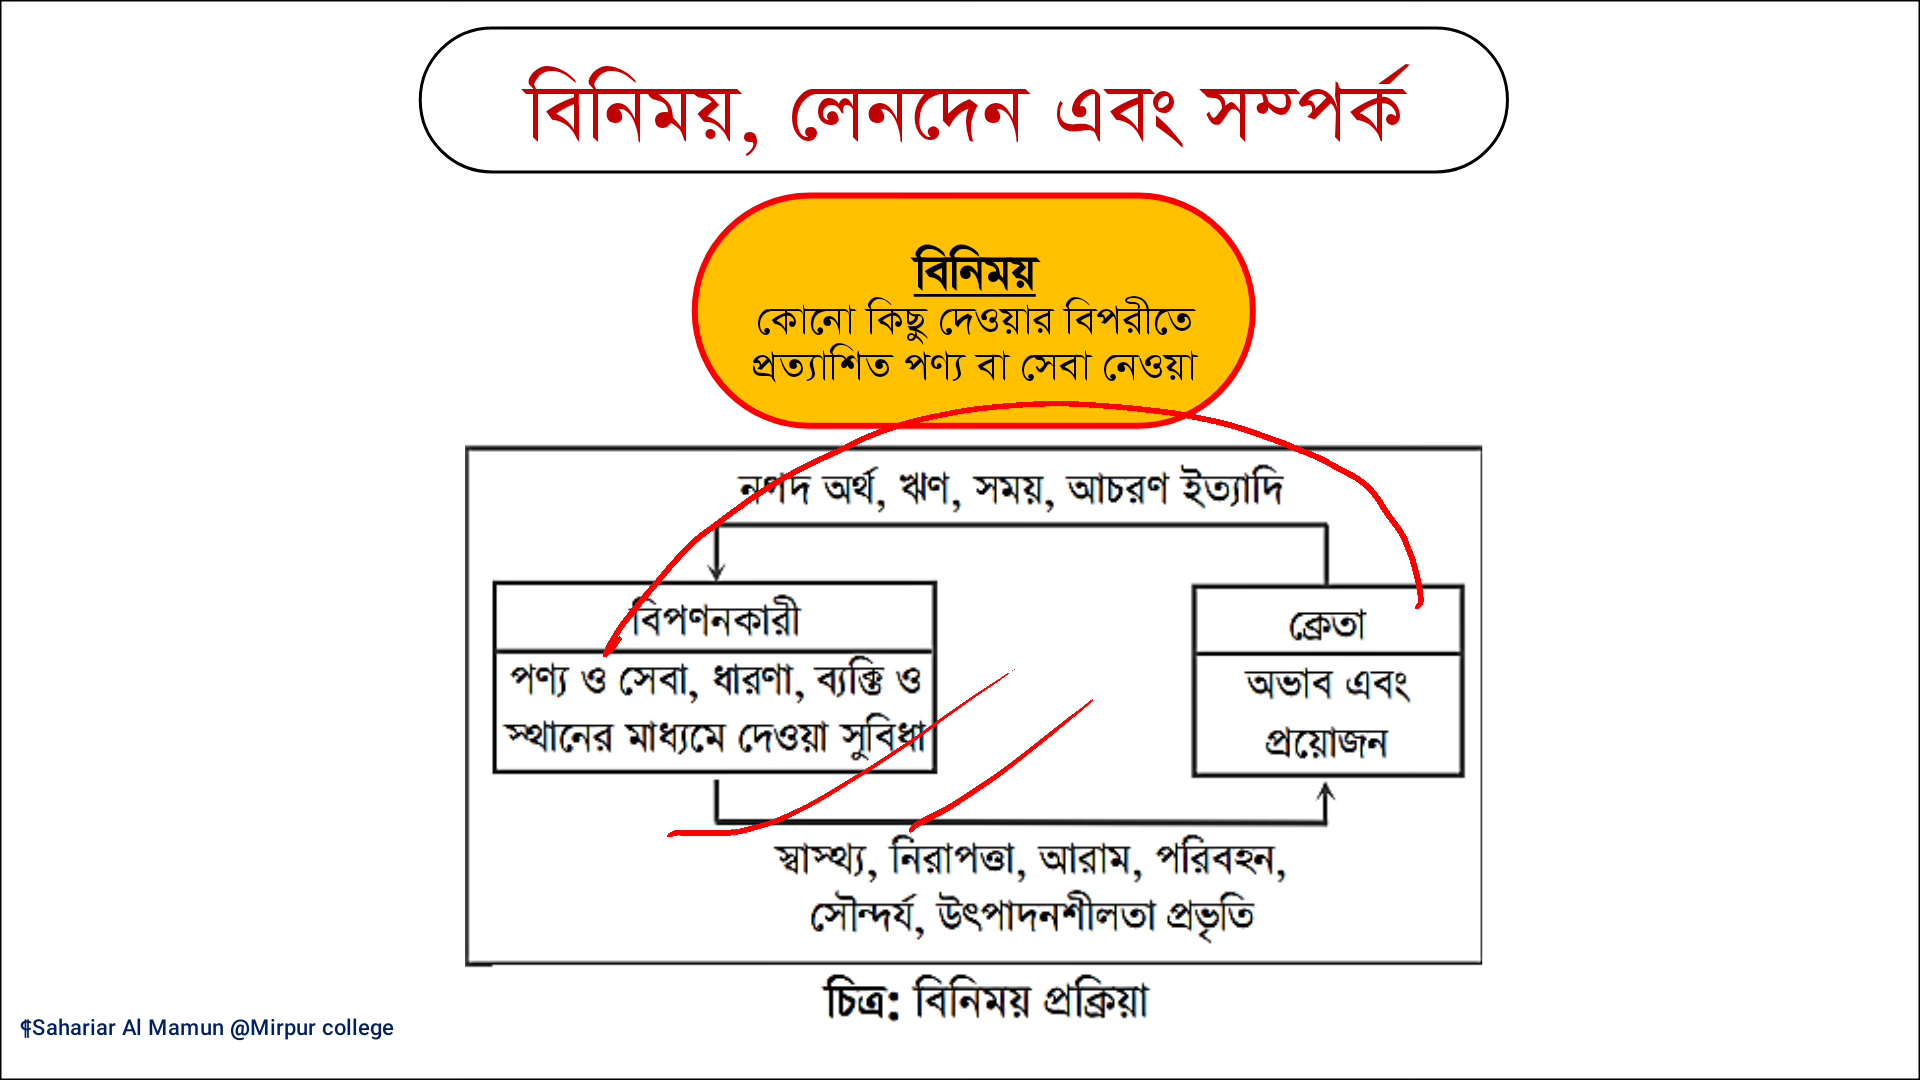 বিনিময়, লেনদেন এবং সম্পর্ক
বিনিময়
কোনো কিছু দেওয়ার বিপরীতে
প্রত্যাশিত পণ্য বা সেবা নেওয়া
নগদ অর্থ, ঋণ, সময়, আচরণ ইত্যাদি
বিপণনকারী
পণ্য ও সেবা, ধারণা, ব্যক্তি ও
স্থানের মাধ্যমে দেওয়া সুবিধা
ক্রেতা
অভাব এবং
প্রয়োজন
স্বাস্থ্য, নিরাপত্তা, আরাম, পরিবহন,
সৌন্দর্য, উৎপাদনশীলতা প্রভৃতি
চিত্র: বিনিময় প্রক্রিয়া
Sahariar Al Mamun @Mirpur college